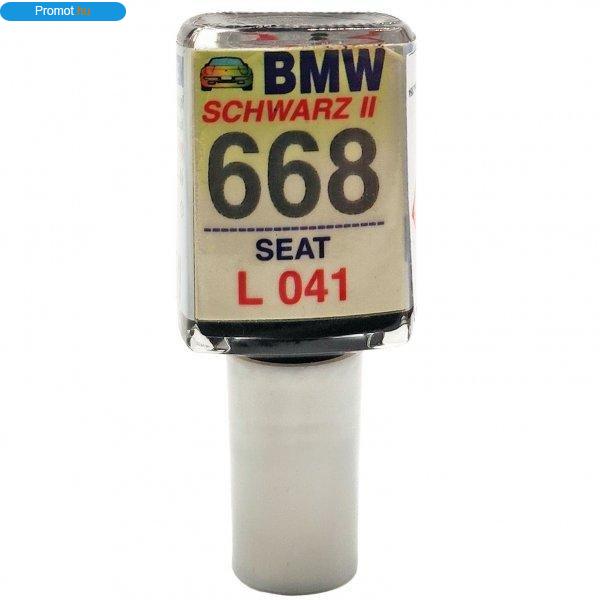 Promot.hu
BMW
SCHWARZ II
668
SEAT
L 041